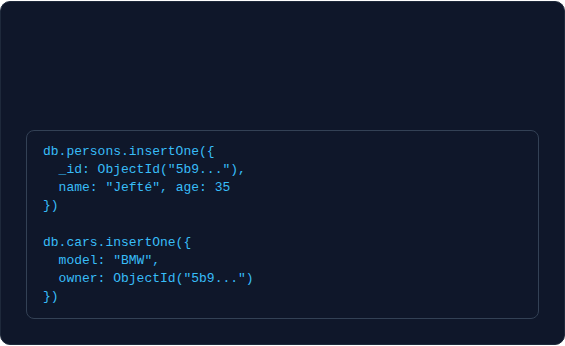 db.persons.insertOne({
  _id: ObjectId("5b9..."),
  name: "Jefté", age: 35
})

db.cars.insertOne({
  model: "BMW",
  owner: ObjectId("5b9...")
})